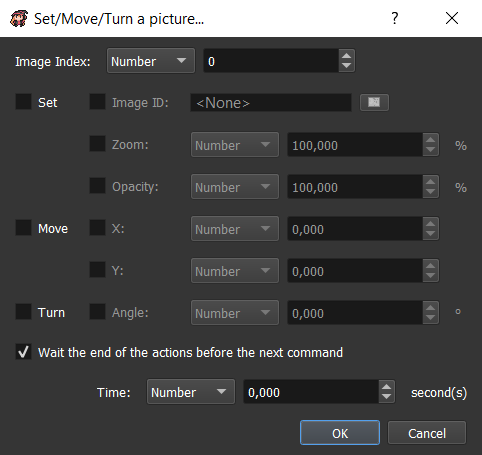 Set/Move/Turn a picture...
Image Index: Number 0
Set Image ID: <None>
Zoom: Number 100,000 %
Opacity: Number 100,000 %
Move X: Number 0,000
Y: Number 0,000
Turn Angle: Number 0,000 °
Wait the end of the actions before the next command
Time: Number 0,000 second(s)
OK Cancel